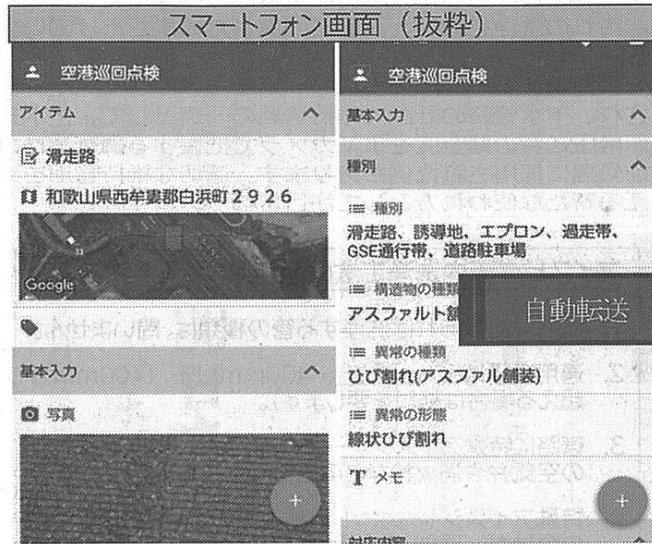 スマートフォン画面（抜粋）
空港巡回点検
アイテム
滑走路
和歌山県西牟婁郡白浜町２９２６
Google
基本入力
写真
空港巡回点検
基本入力
種別
種別
滑走路、誘導地、エプロン、過走帯、
GSE通行帯、道路駐車場
構造物の種類
アスファルト舗
自動転送
異常の種類
ひび割れ(アスファル舗装)
異常の形態
線状ひび割れ
メモ
対応内容